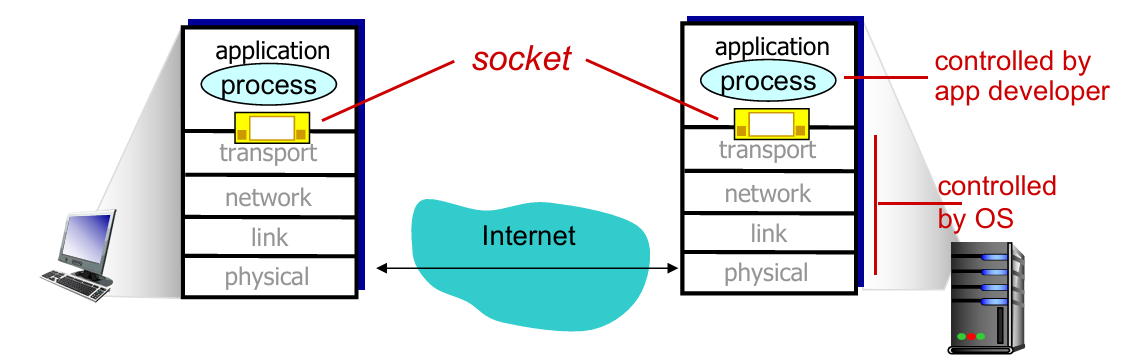 application
process
transport
network
link
physical
socket
Internet
application
process
transport
network
link
physical
controlled by
app developer
controlled
by OS